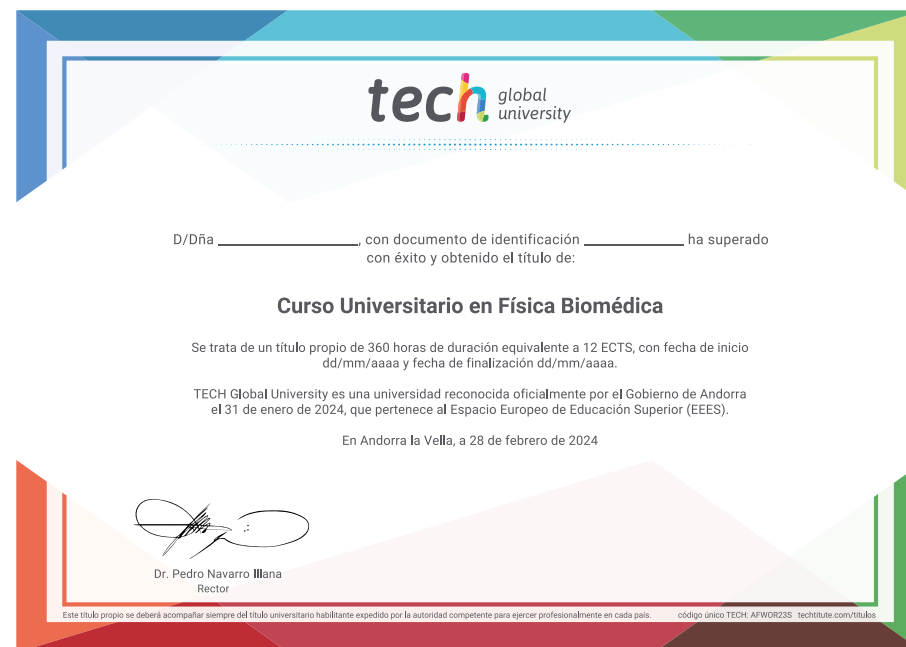 tech global university
D/Dña ____________________, con documento de identificación ______________ ha superado
con éxito y obtenido el título de:
Curso Universitario en Física Biomédica
Se trata de un título propio de 360 horas de duración equivalente a 12 ECTS, con fecha de inicio
dd/mm/aaaa y fecha de finalización dd/mm/aaaa.
TECH Global University es una universidad reconocida oficialmente por el Gobierno de Andorra
el 31 de enero de 2024, que pertenece al Espacio Europeo de Educación Superior (EEES).
En Andorra la Vella, a 28 de febrero de 2024
Dr. Pedro Navarro Illana
Rector
Este título propio se deberá acompañar siempre del título universitario habilitante expedido por la autoridad competente para ejercer profesionalmente en cada país. código único TECH: AFWOR23S techtitute.com/titulos